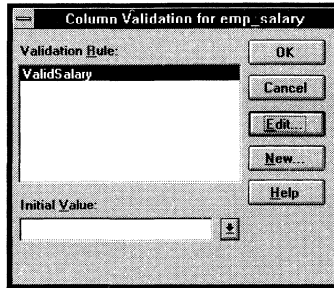 Column Validation for emp_salary
Validation Rule:
ValidSalary
OK
Cancel
Edit...
New...
Help
Initial Value: